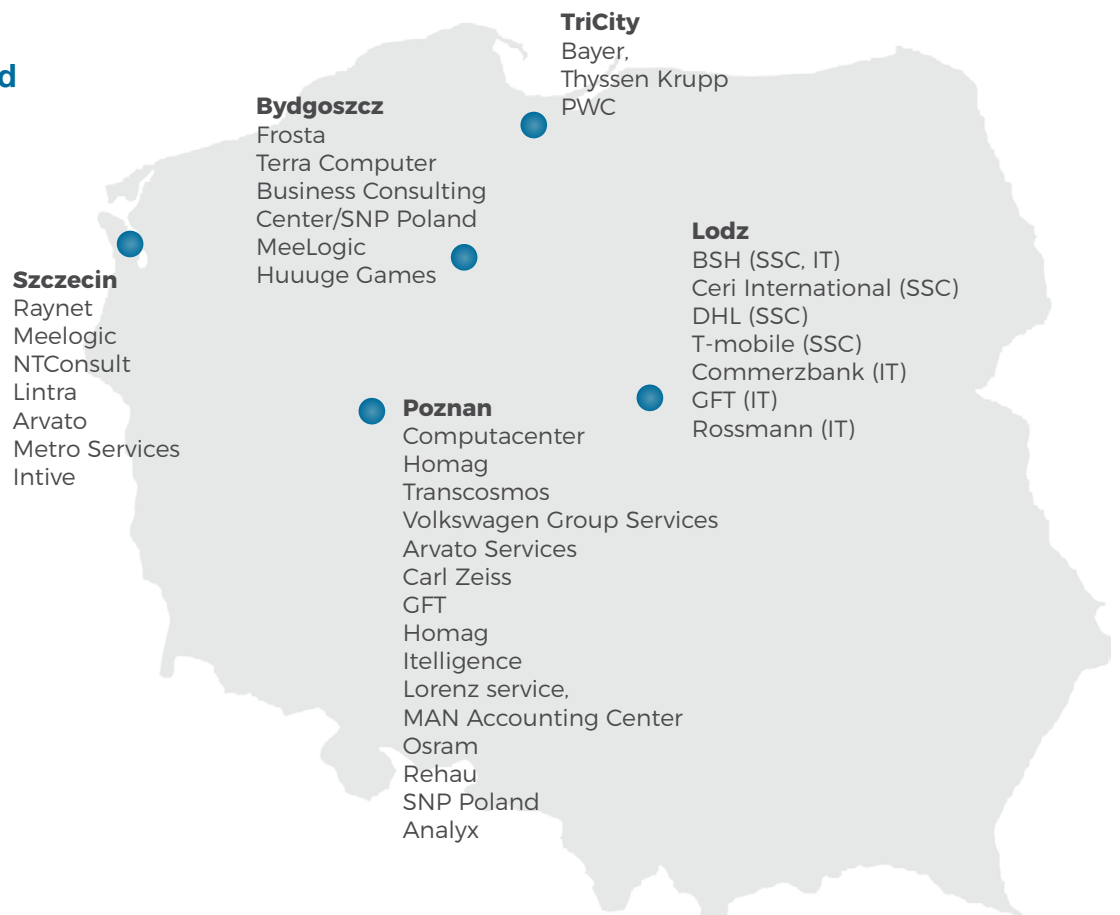 d
TriCity
Bayer,
Thyssen Krupp
PWC
Bydgoszcz
Frosta
Terra Computer
Business Consulting
Center/SNP Poland
MeeLogic
Huuuge Games
Szczecin
Raynet
Meelogic
NTConsult
Lintra
Arvato
Metro Services
Intive
Lodz
BSH (SSC, IT)
Ceri International (SSC)
DHL (SSC)
T-mobile (SSC)
Commerzbank (IT)
GFT (IT)
Rossmann (IT)
Poznan
Computacenter
Homag
Transcosmos
Volkswagen Group Services
Arvato Services
Carl Zeiss
GFT
Homag
Itelligence
Lorenz service,
MAN Accounting Center
Osram
Rehau
SNP Poland
Analyx